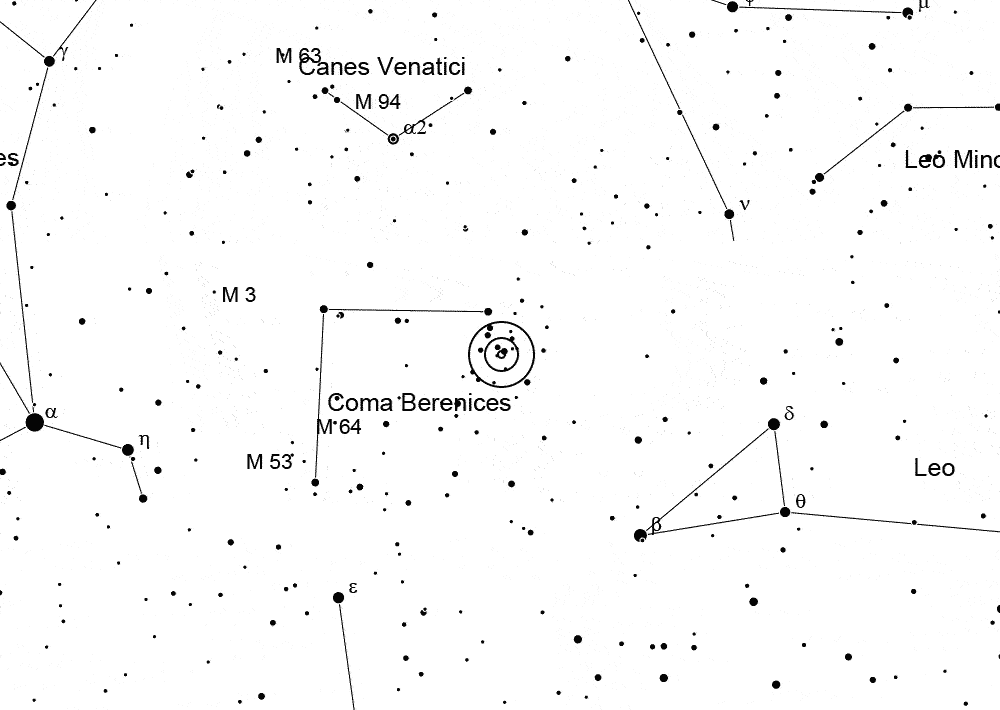 μ
γ
M 63
Canes Venatici
M 94
α2
es
Leo Mino
ν
M 3
Coma Berenices
α
δ
M 64
η
M 53
Leo
θ
β
ε